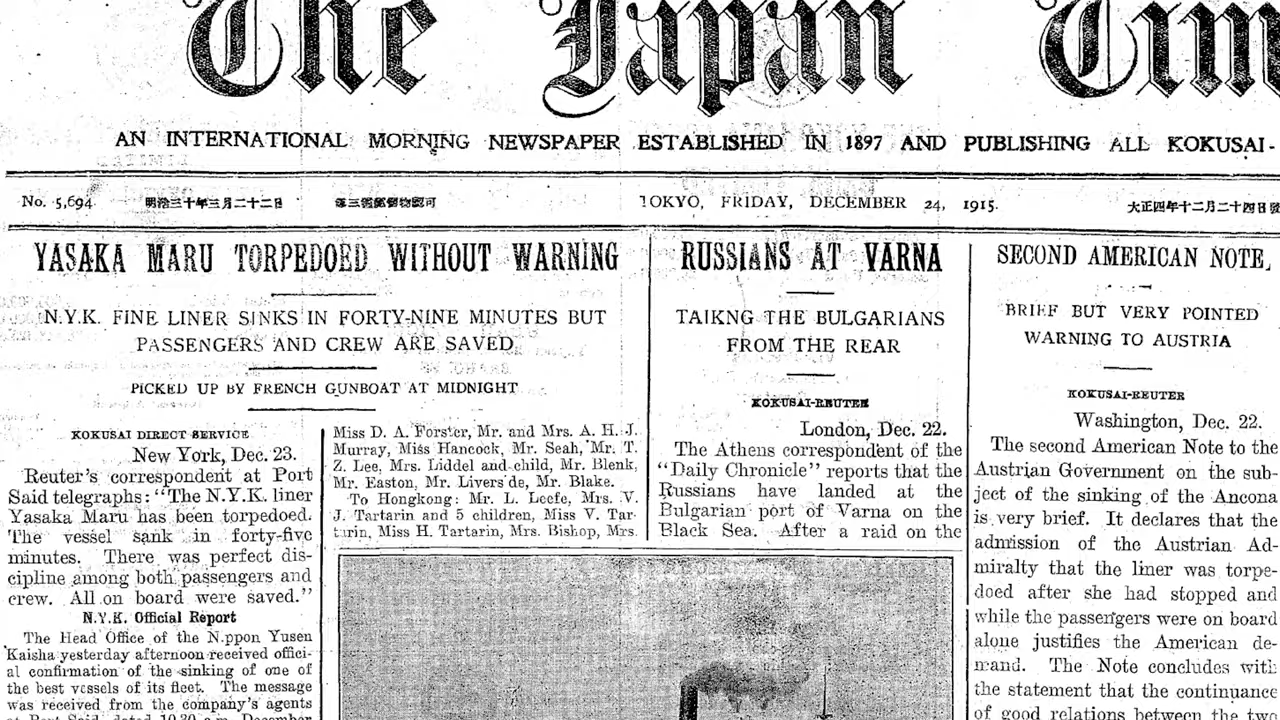 The Japan Tim
AN INTERNATIONAL MORNING NEWSPAPER ESTABLISHED IN 1897 AND PUBLISHING ALL KOKUSAI-
No. 5,694 明治三十年三月二十二日 第三種郵便物認可 TOKYO, FRIDAY, DECEMBER 24, 1915. 大正四年十二月二十四日
YASAKA MARU TORPEDOED WITHOUT WARNING
N.Y.K. FINE LINER SINKS IN FORTY-NINE MINUTES BUT
PASSENGERS AND CREW ARE SAVED
PICKED UP BY FRENCH GUNBOAT AT MIDNIGHT
KOKUSAI DIRECT SERVICE
New York, Dec. 23.
Reuter's correspondent at Port
Said telegraphs: "The N.Y.K. liner
Yasaka Maru has been torpedoed.
The vessel sank in forty-five
minutes. There was perfect dis-
cipline among both passengers and
crew. All on board were saved."
N.Y.K. Official Report
The Head Office of the Nippon Yusen
Kaisha yesterday afternoon received offici-
al confirmation of the sinking of one of
the best vessels of its fleet. The message
was received from the company's agents
at Port Said, dated 10.30 a.m. December
Miss D. A. Forster, Mr. and Mrs. A. H. J.
Murray, Miss Hancock, Mr. Seah, Mr. T.
Z. Lee, Mrs. Liddel and child, Mr. Blenk,
Mr. Easton, Mr. Livers de, Mr. Blake.
To Hongkong: Mr. L. Leefe, Mrs. V.
J. Tartarin and 5 children, Miss V. Tar-
tarin, Miss H. Tartarin, Mrs. Bishop, Mrs.
RUSSIANS AT VARNA
TAIKNG THE BULGARIANS
FROM THE REAR
KOKUSAI-REUTER
London, Dec. 22.
The Athens correspondent of the
"Daily Chronicle" reports that the
Russians have landed at the
Bulgarian port of Varna on the
Black Sea. After a raid on the
SECOND AMERICAN NOTE,
BRIEF BUT VERY POINTED
WARNING TO AUSTRIA
KOKUSAI-REUTER
Washington, Dec. 22.
The second American Note to the
Austrian Government on the sub-
ject of the sinking of the Ancona
is very brief. It declares that the
admission of the Austrian Ad-
miralty that the liner was torpe-
doed after she had stopped and
while the passengers were on board
alone justifies the American de-
mand. The Note concludes with
the statement that the continuance
of good relations between the two